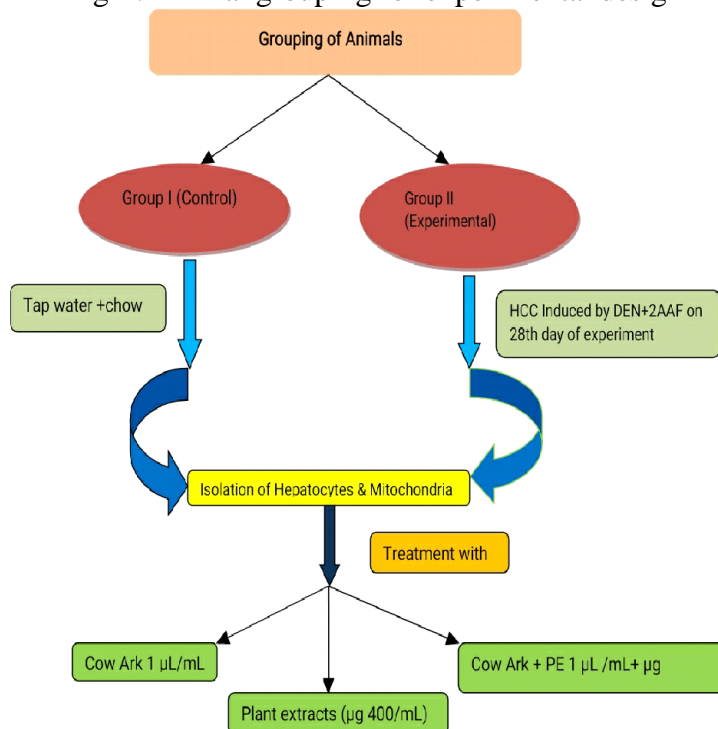 Grouping of Animals
Group I (Control)
Group II
(Experimental)
Tap water +chow
HCC Induced by DEN+2AAF on
28th day of experiment
Isolation of Hepatocytes & Mitochondria
Treatment with
Cow Ark 1 µL/mL
Cow Ark + PE 1 µL /mL+ µg
Plant extracts (µg 400/mL)